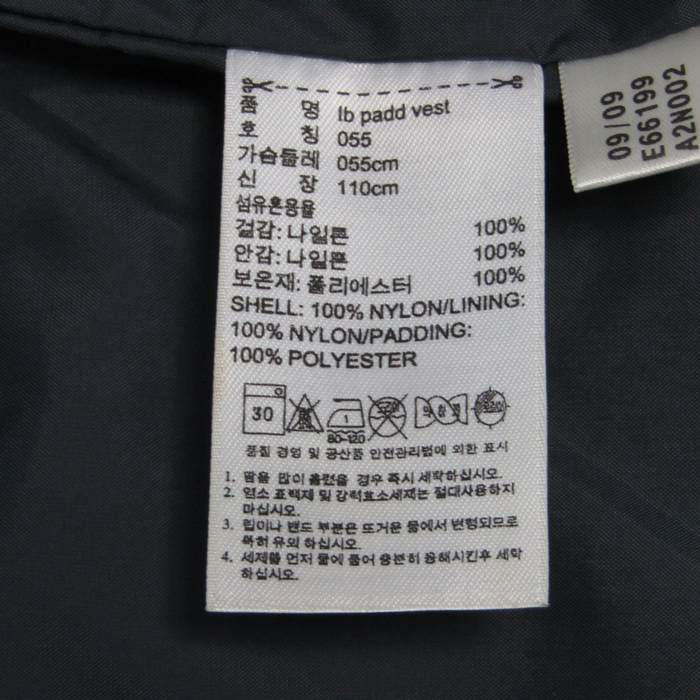 품 명 lb padd vest
호 칭 055
가슴둘레 055cm
신 장 110cm
섬유혼용율
겉감: 나일론 100%
안감: 나일론 100%
보온재: 폴리에스터 100%
SHELL: 100% NYLON/LINING:
100% NYLON/PADDING:
100% POLYESTER
30
80-120
품질 경영 및 공산품 안전관리법에 의한 표시
1. 땀을 많이 흘렸을 경우 즉시 세탁하십시오.
2. 염소 표백제 및 강력효소세제는 절대사용하지
마십시오.
3. 립이나 밴드 부분은 뜨거운 물에서 변형되므로
특히 유의 하십시오.
4. 세제를 먼저 물에 풀어 충분히 용해시킨후 세탁
하십시오.
09/09
E66199
A2N002